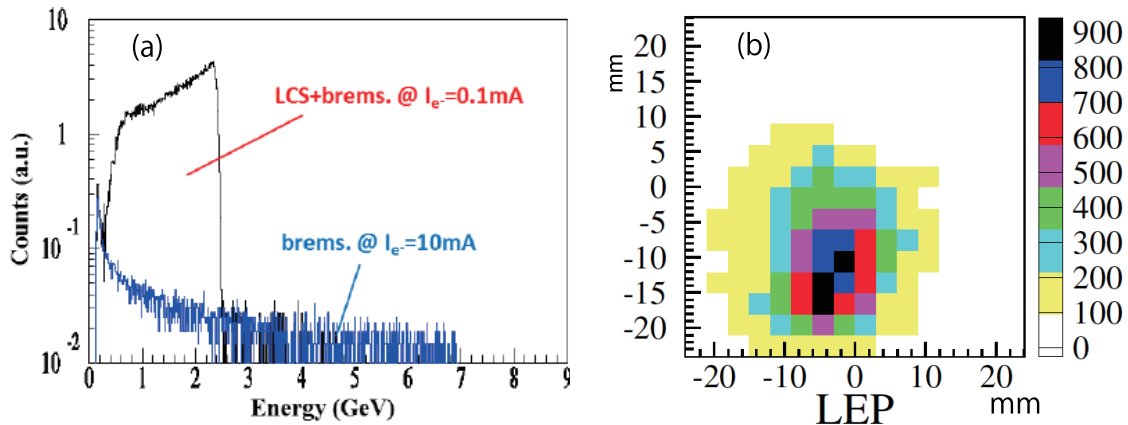 (a)
10
1
10-1
10-2
Counts (a.u.)
LCS+brems. @ Ie-=0.1mA
brems. @ Ie-=10mA
0 1 2 3 4 5 6 7 8 9
Energy (GeV)
(b)
mm
20
15
10
5
0
-5
-10
-15
-20
-20 -10 0 10 20
LEP
mm
900
800
700
600
500
400
300
200
100
0